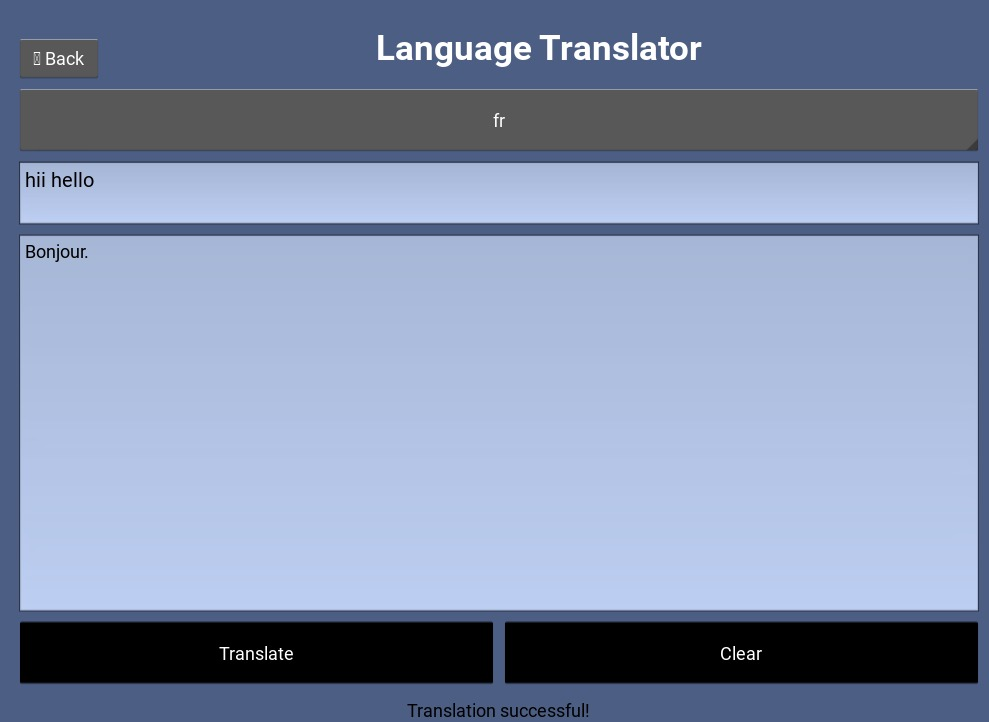 Language Translator
Back
fr
hii hello
Bonjour.
Translate
Clear
Translation successful!